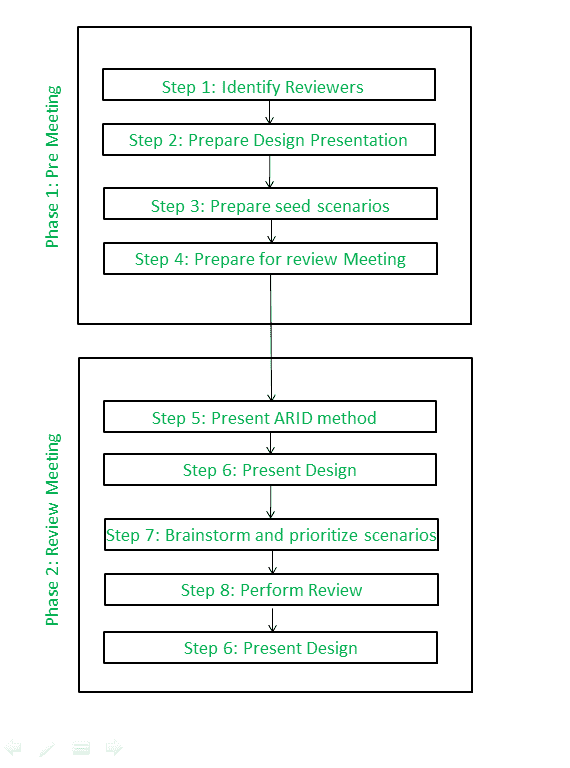 Phase 1: Pre Meeting
Step 1: Identify Reviewers
Step 2: Prepare Design Presentation
Step 3: Prepare seed scenarios
Step 4: Prepare for review Meeting
Phase 2: Review Meeting
Step 5: Present ARID method
Step 6: Present Design
Step 7: Brainstorm and prioritize scenarios
Step 8: Perform Review
Step 6: Present Design